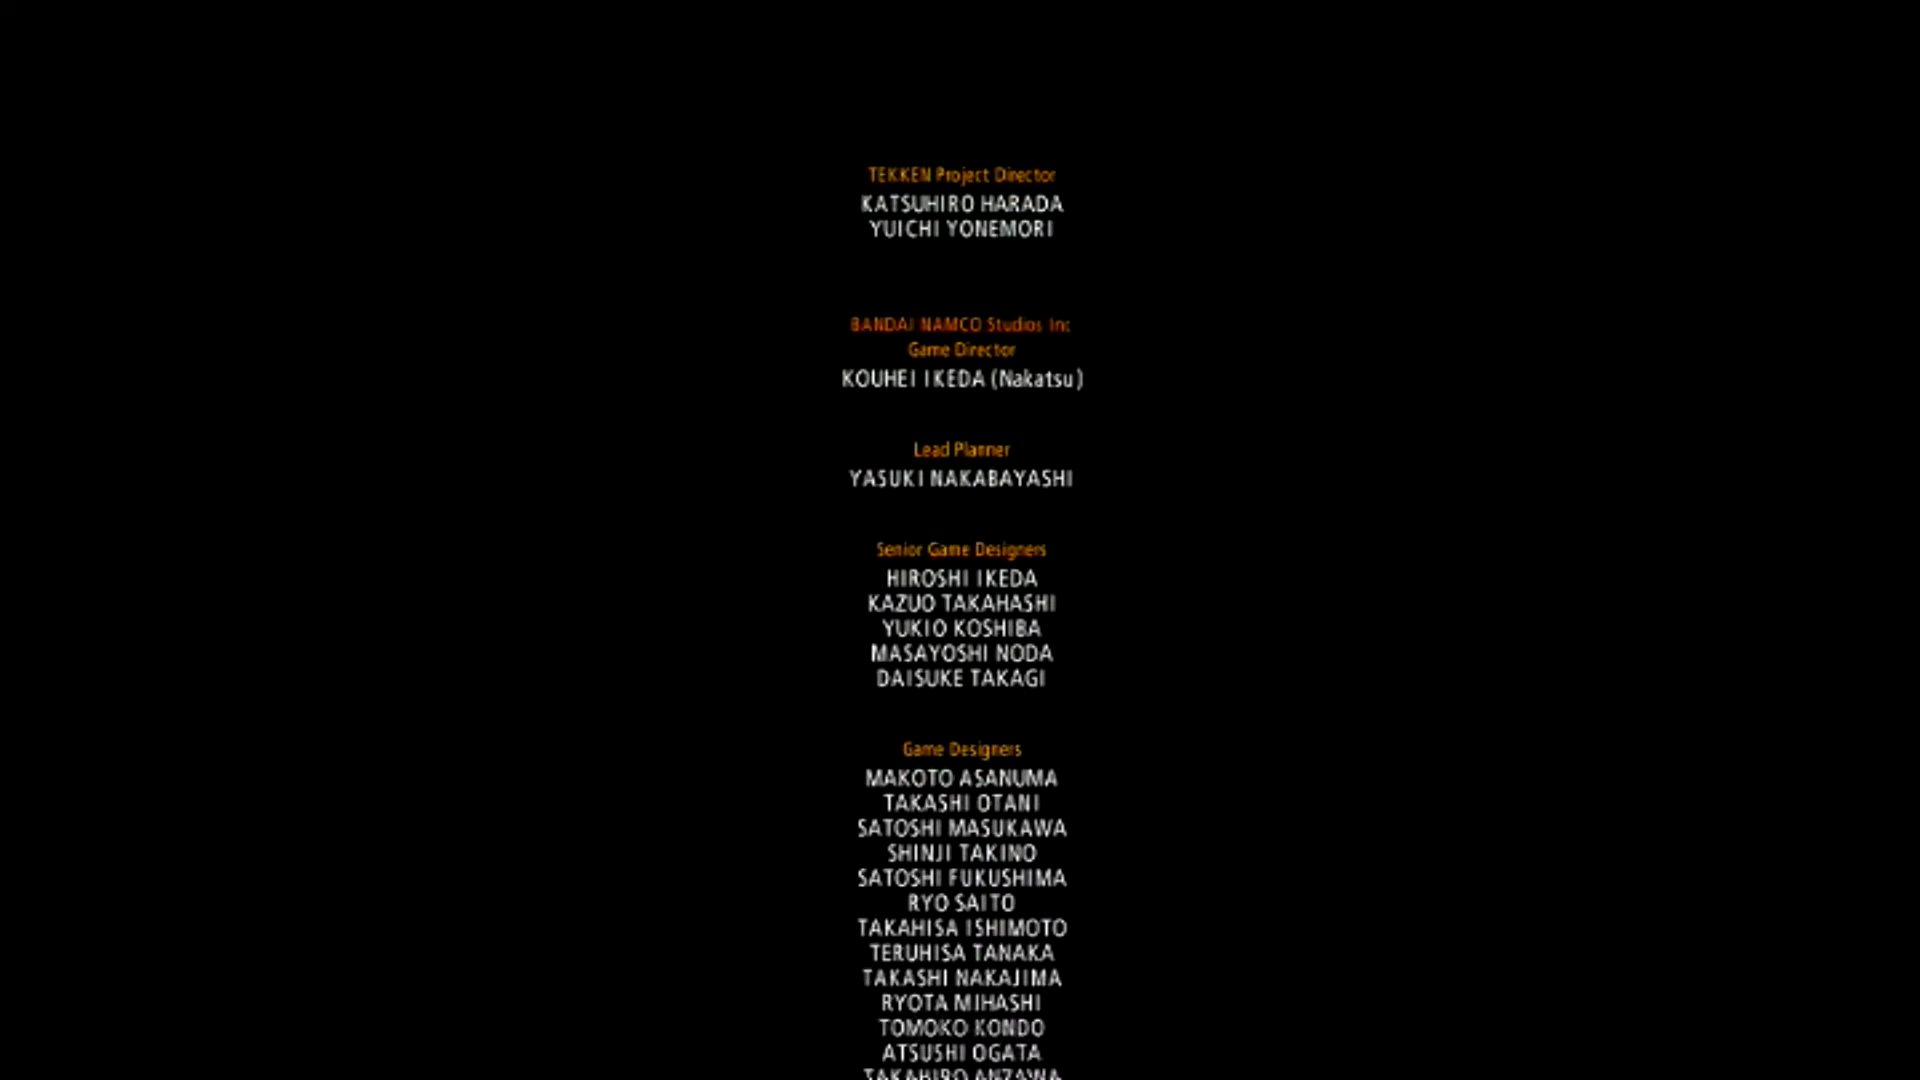 TEKKEN Project Director
KATSUHIRO HARADA
YUICHI YONEMORI
BANDAI NAMCO Studios Inc
Game Director
KOUHEI IKEDA (Nakatsu)
Lead Planner
YASUKI NAKABAYASHI
Senior Game Designers
HIROSHI IKEDA
KAZUO TAKAHASHI
YUKIO KOSHIBA
MASAYOSHI NODA
DAISUKE TAKAGI
Game Designers
MAKOTO ASANUMA
TAKASHI OTANI
SATOSHI MASUKAWA
SHINJI TAKINO
SATOSHI FUKUSHIMA
RYO SAITO
TAKAHISA ISHIMOTO
TERUHISA TANAKA
TAKASHI NAKAJIMA
RYOTA MIHASHI
TOMOKO KONDO
ATSUSHI OGATA
TAKAHIRO ANZAWA